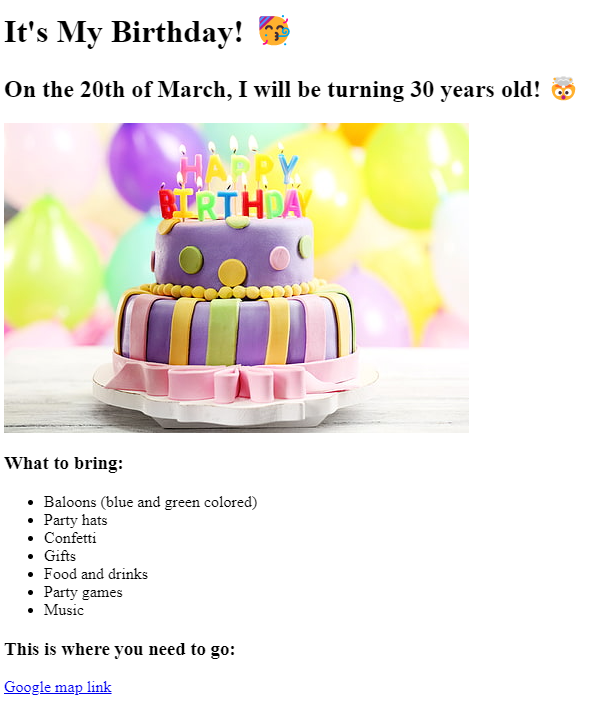 It's My Birthday! 🥳
On the 20th of March, I will be turning 30 years old! 🤯
HAPPY
BIRTHDAY
What to bring:
• Baloons (blue and green colored)
• Party hats
• Confetti
• Gifts
• Food and drinks
• Party games
• Music
This is where you need to go:
Google map link